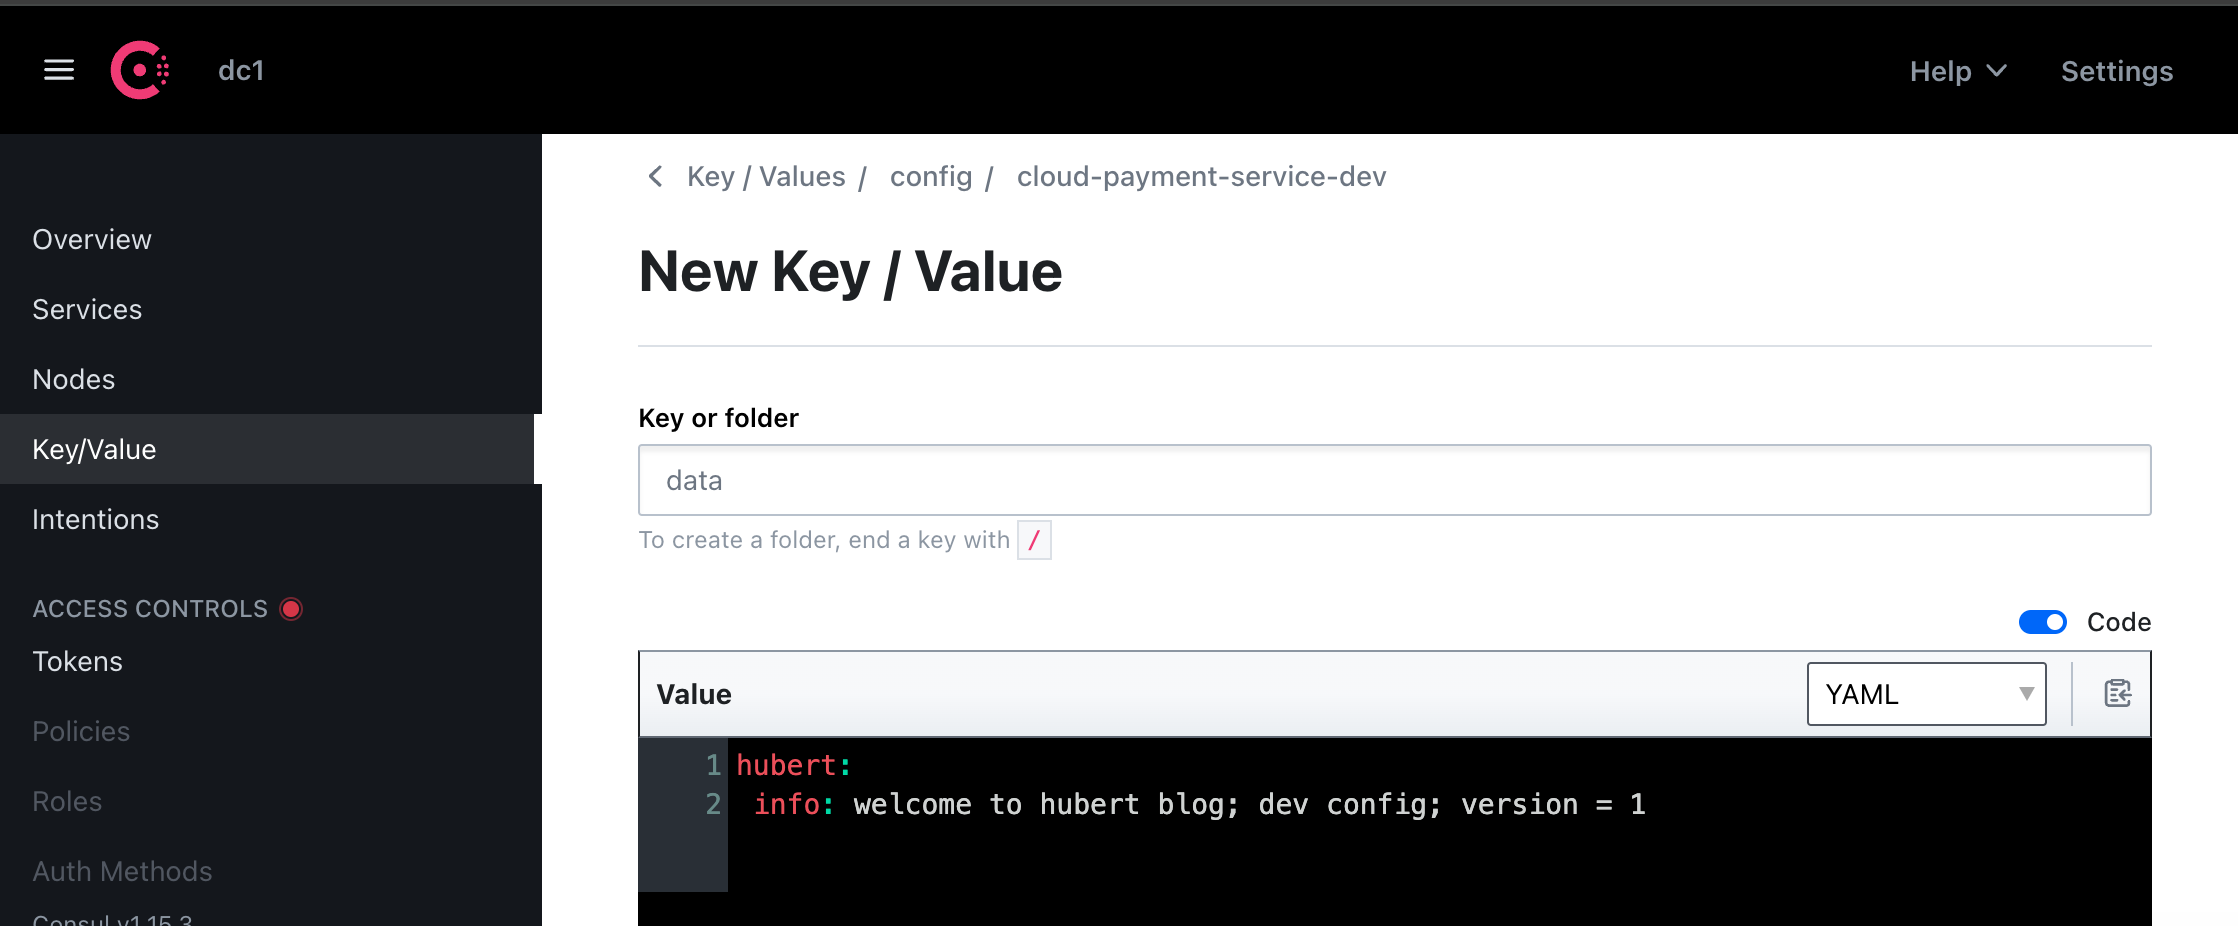 dc1
Help
Settings
Overview
Services
Nodes
Key/Value
Intentions
ACCESS CONTROLS
Tokens
Policies
Roles
Auth Methods
Consul v1.15.3
Key / Values / config / cloud-payment-service-dev
New Key / Value
Key or folder
data
To create a folder, end a key with /
Code
Value
YAML
1 hubert:
2 info: welcome to hubert blog; dev config; version = 1